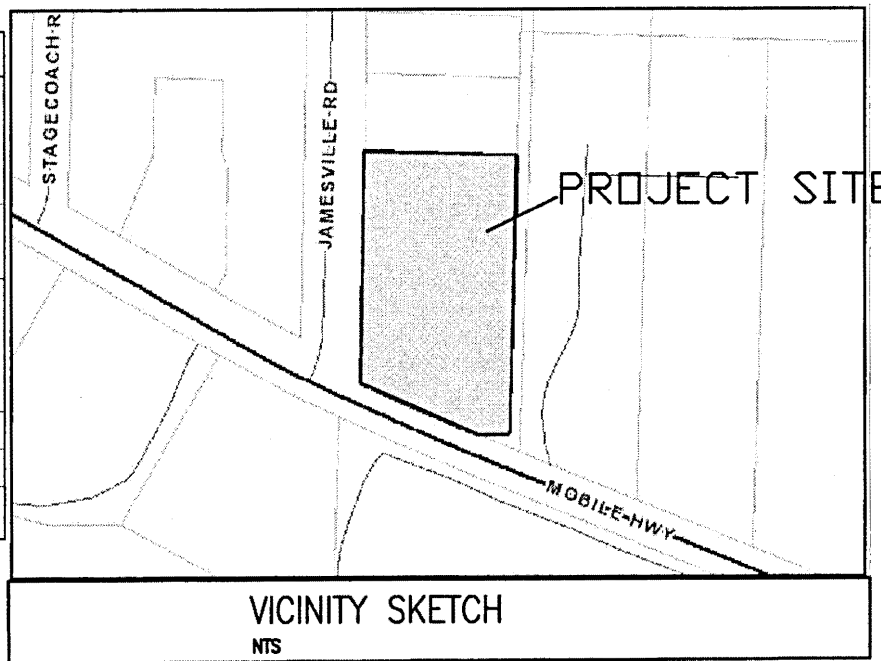 STAGECOACH-R
JAMESVILLE-RD
PROJECT SITE
MOBILE-HWY
VICINITY SKETCH
NTS